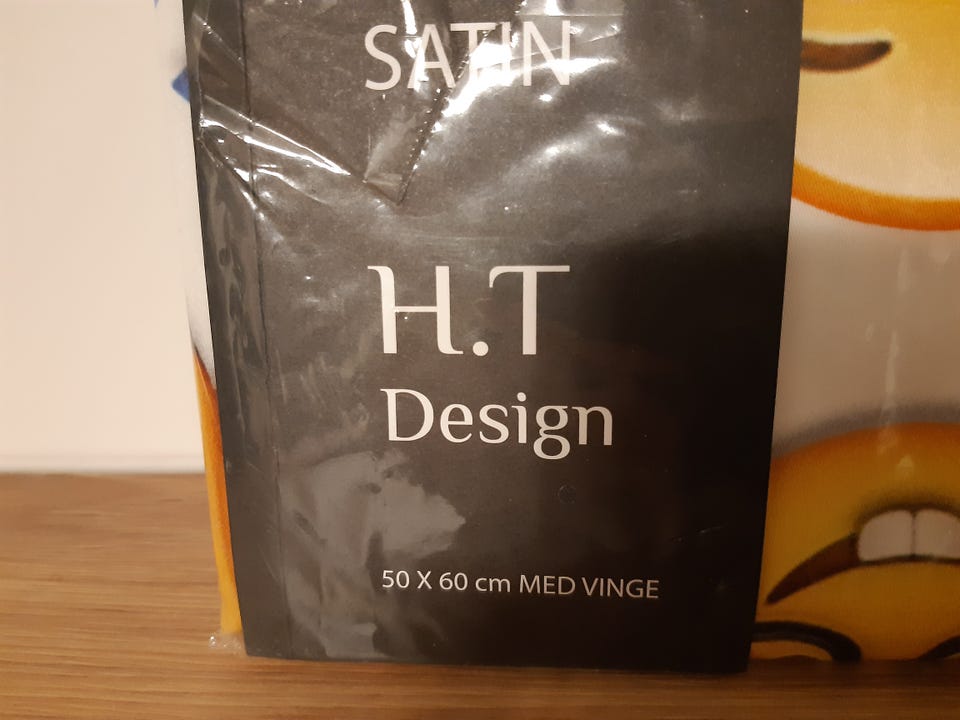 SATIN
H.T
Design
50 X 60 cm MED VINGE